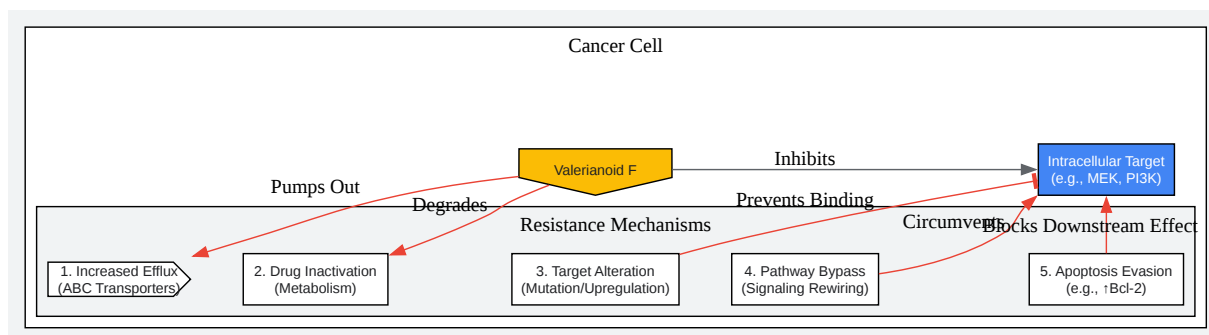 Cancer Cell
Inhibits
Valerianoid F
Intracellular Target
(e.g., MEK, PI3K)
Pumps Out
Degrades
Prevents Binding
Resistance Mechanisms
Circumvents
Blocks Downstream Effect
1. Increased Efflux
(ABC Transporters)
2. Drug Inactivation
(Metabolism)
3. Target Alteration
(Mutation/Upregulation)
4. Pathway Bypass
(Signaling Rewiring)
5. Apoptosis Evasion
(e.g., ↑Bcl-2)